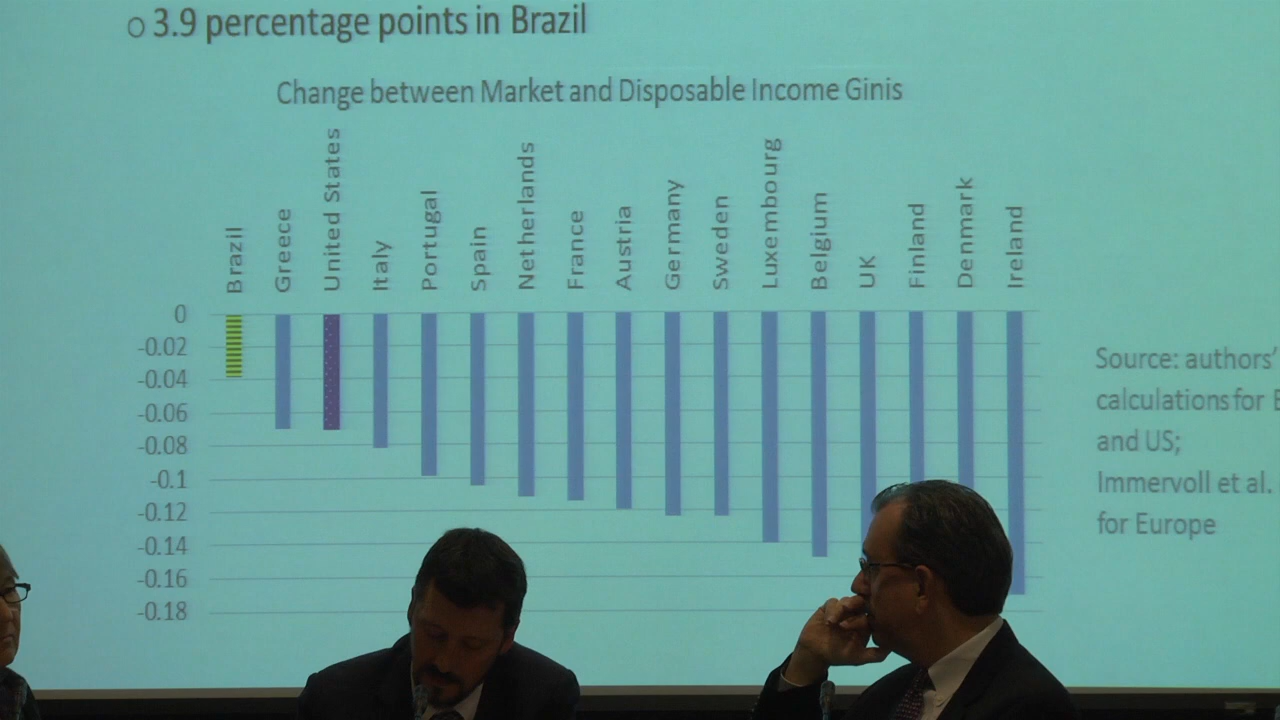 o 3.9 percentage points in Brazil
Change between Market and Disposable Income Ginis
Brazil
Greece
United States
Italy
Portugal
Spain
Netherlands
France
Austria
Germany
Sweden
Luxembourg
Belgium
UK
Finland
Denmark
Ireland
0
-0.02
-0.04
-0.06
-0.08
-0.1
-0.12
-0.14
-0.16
-0.18
Source: authors'
calculations for
and US;
Immervoll et al.
for Europe